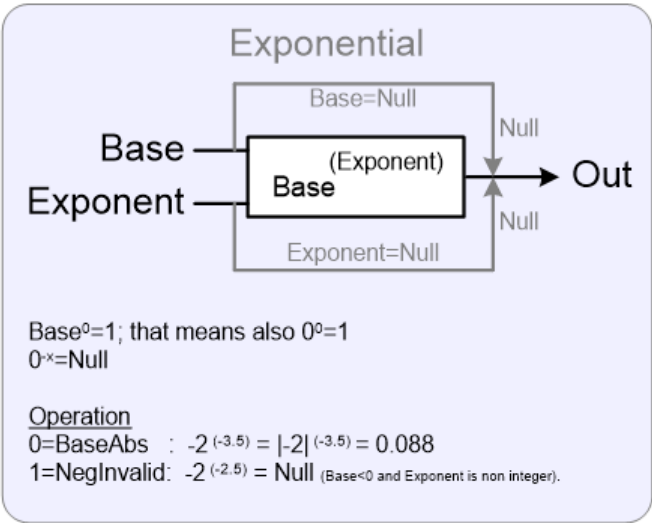 Exponential
Base=Null
Null
Base
(Exponent)
Base
Out
Exponent
Null
Exponent=Null
Base⁰=1; that means also 0⁰=1
0⁻ˣ=Null
Operation
0=BaseAbs : -2 ⁽⁻³·⁵⁾ = |-2| ⁽⁻³·⁵⁾ = 0.088
1=NegInvalid: -2 ⁽⁻²·⁵⁾ = Null (Base<0 and Exponent is non integer).